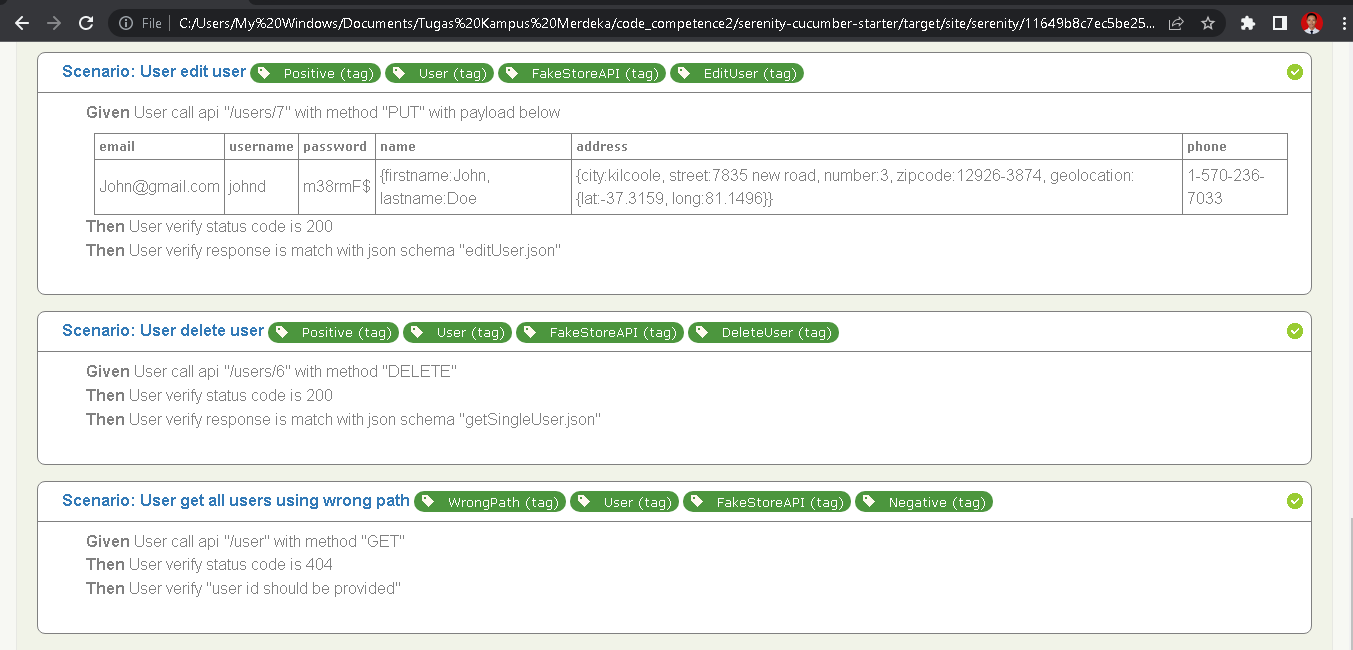 File | C:/Users/My%20Windows/Documents/Tugas%20Kampus%20Merdeka/code_competence2/serenity-cucumber-starter/target/site/serenity/11649b8c7ec5be25...
Scenario: User edit user Positive (tag) User (tag) FakeStoreAPI (tag) EditUser (tag)
Given User call api "/users/7" with method "PUT" with payload below
email username password name address phone
John@gmail.com johnd m38rmF$ {firstname:John, lastname:Doe {city:kilcoole, street:7835 new road, number:3, zipcode:12926-3874, geolocation: {lat:-37.3159, long:81.1496}} 1-570-236-7033
Then User verify status code is 200
Then User verify response is match with json schema "editUser.json"
Scenario: User delete user Positive (tag) User (tag) FakeStoreAPI (tag) DeleteUser (tag)
Given User call api "/users/6" with method "DELETE"
Then User verify status code is 200
Then User verify response is match with json schema "getSingleUser.json"
Scenario: User get all users using wrong path WrongPath (tag) User (tag) FakeStoreAPI (tag) Negative (tag)
Given User call api "/user" with method "GET"
Then User verify status code is 404
Then User verify "user id should be provided"